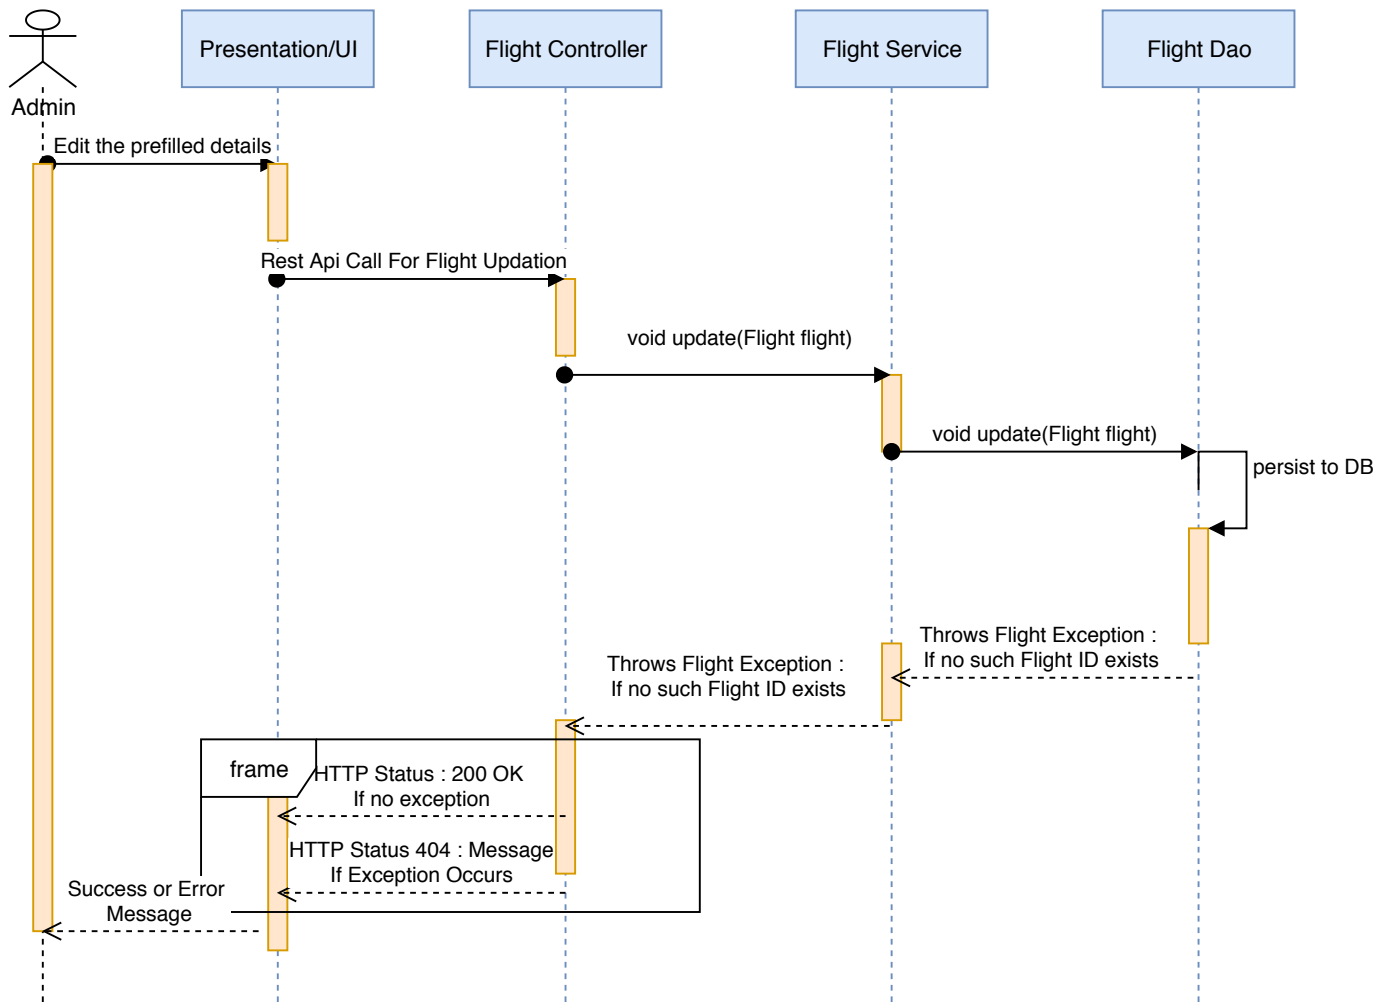 Presentation/UI
Flight Controller
Flight Service
Flight Dao
Admin
Edit the prefilled details
Rest Api Call For Flight Updation
void update(Flight flight)
void update(Flight flight)
persist to DB
Throws Flight Exception :
If no such Flight ID exists
Throws Flight Exception :
If no such Flight ID exists
frame
HTTP Status : 200 OK
If no exception
HTTP Status 404 : Message
If Exception Occurs
Success or Error
Message